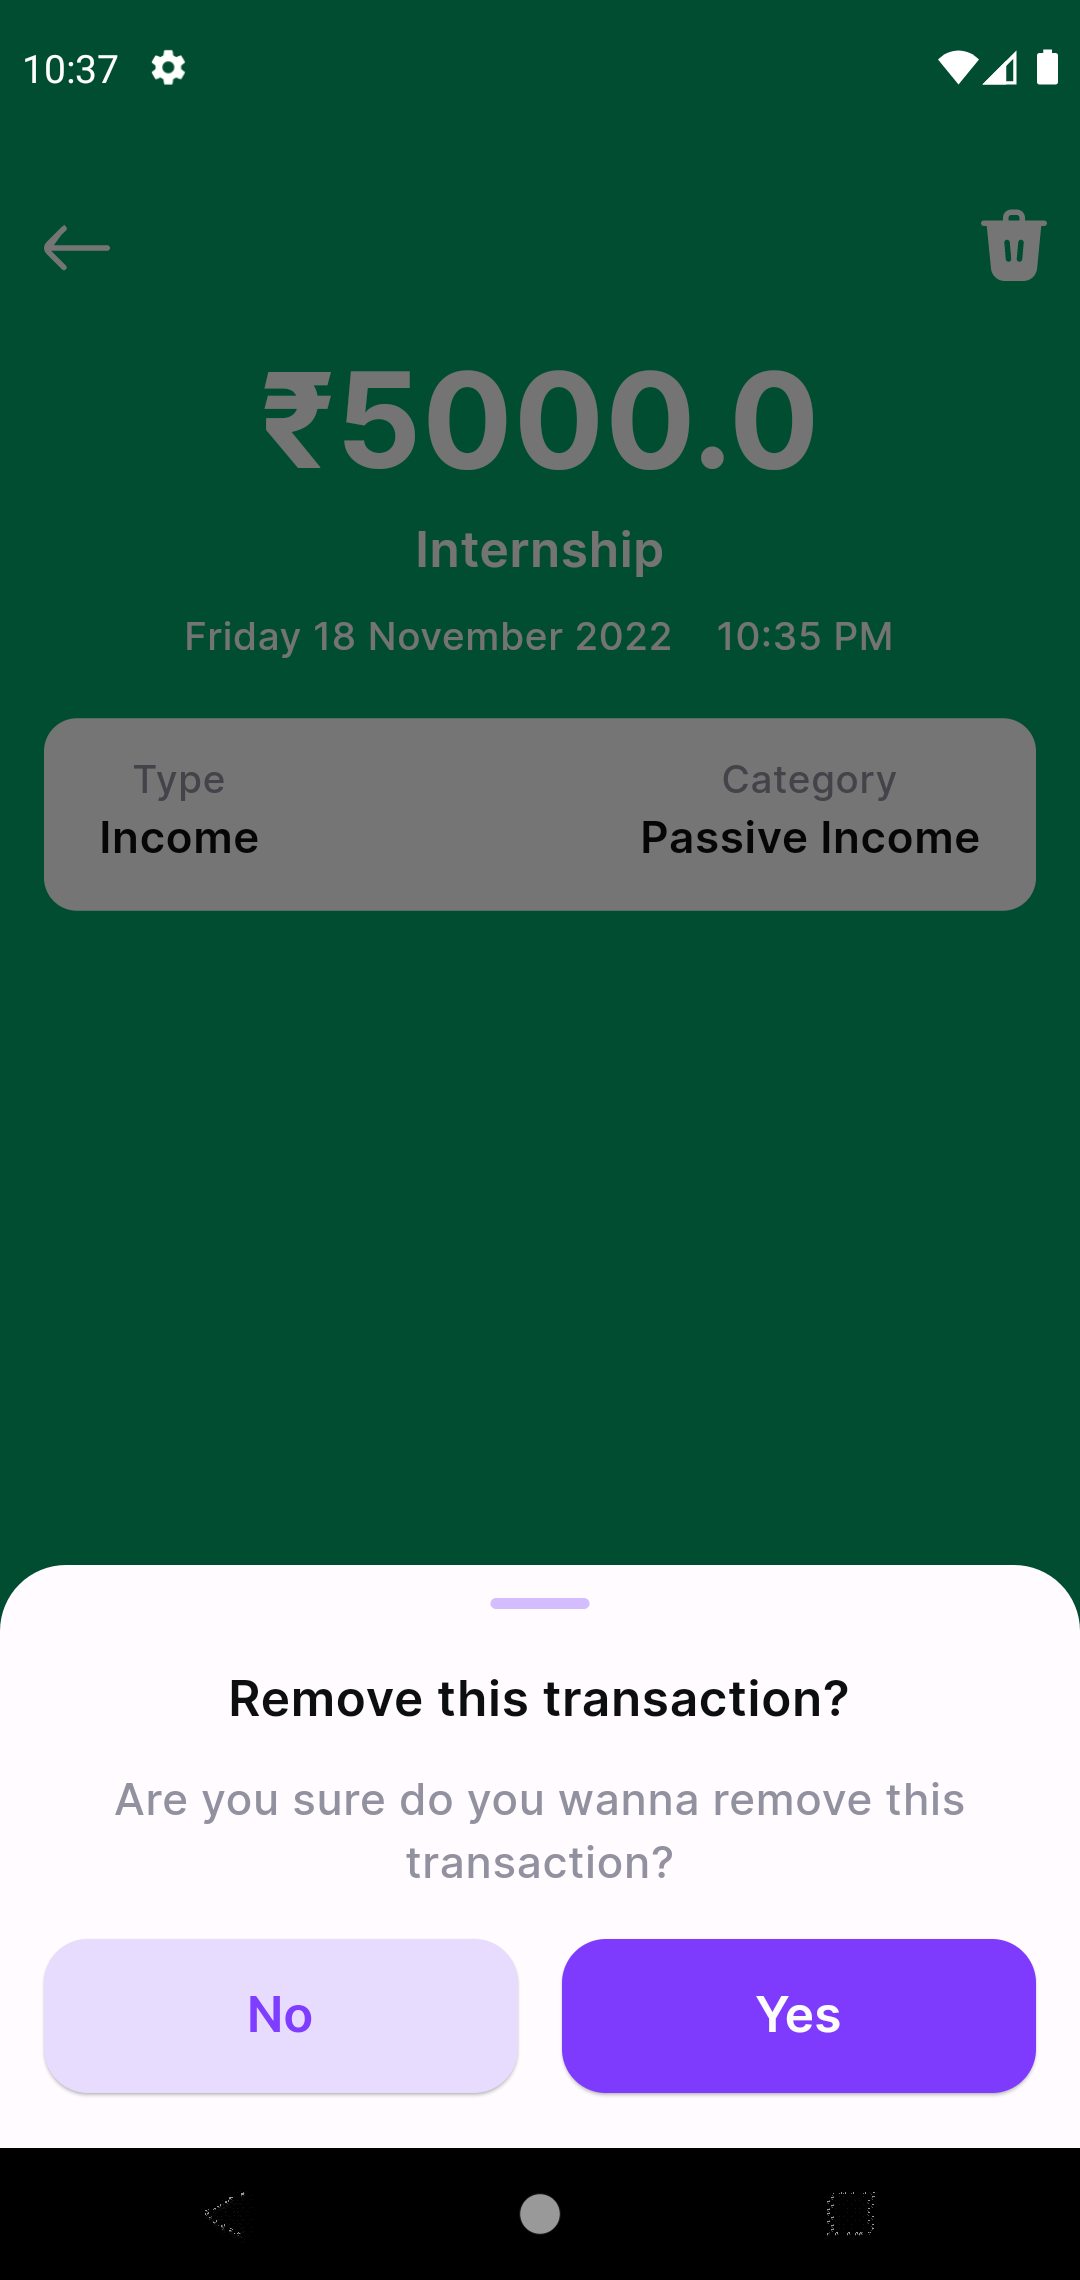 10:37
₹5000.0
Internship
Friday 18 November 2022 10:35 PM
Type Category
Income Passive Income
Remove this transaction?
Are you sure do you wanna remove this
transaction?
No Yes